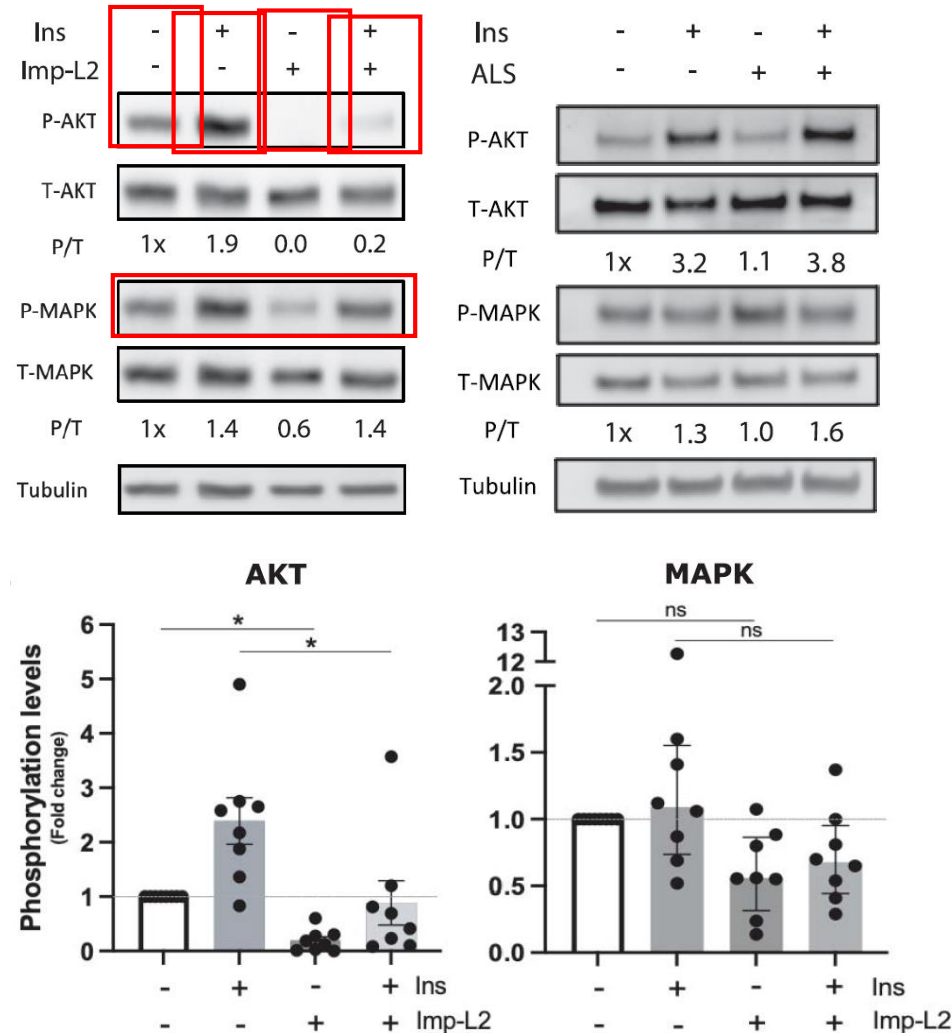 Ins - + - +
Imp-L2 - - + +
P-AKT
T-AKT
P/T 1x 1.9 0.0 0.2
P-MAPK
T-MAPK
P/T 1x 1.4 0.6 1.4
Tubulin
Ins - + - +
ALS - - + +
P-AKT
T-AKT
P/T 1x 3.2 1.1 3.8
P-MAPK
T-MAPK
P/T 1x 1.3 1.0 1.6
Tubulin
AKT
Phosphorylation levels
(Fold change)
6
5
4
3
2
1
0
*
*
- + - + Ins
- - + + Imp-L2
MAPK
13
12
2.0
1.5
1.0
0.5
0.0
ns
ns
- + - + Ins
- - + + Imp-L2